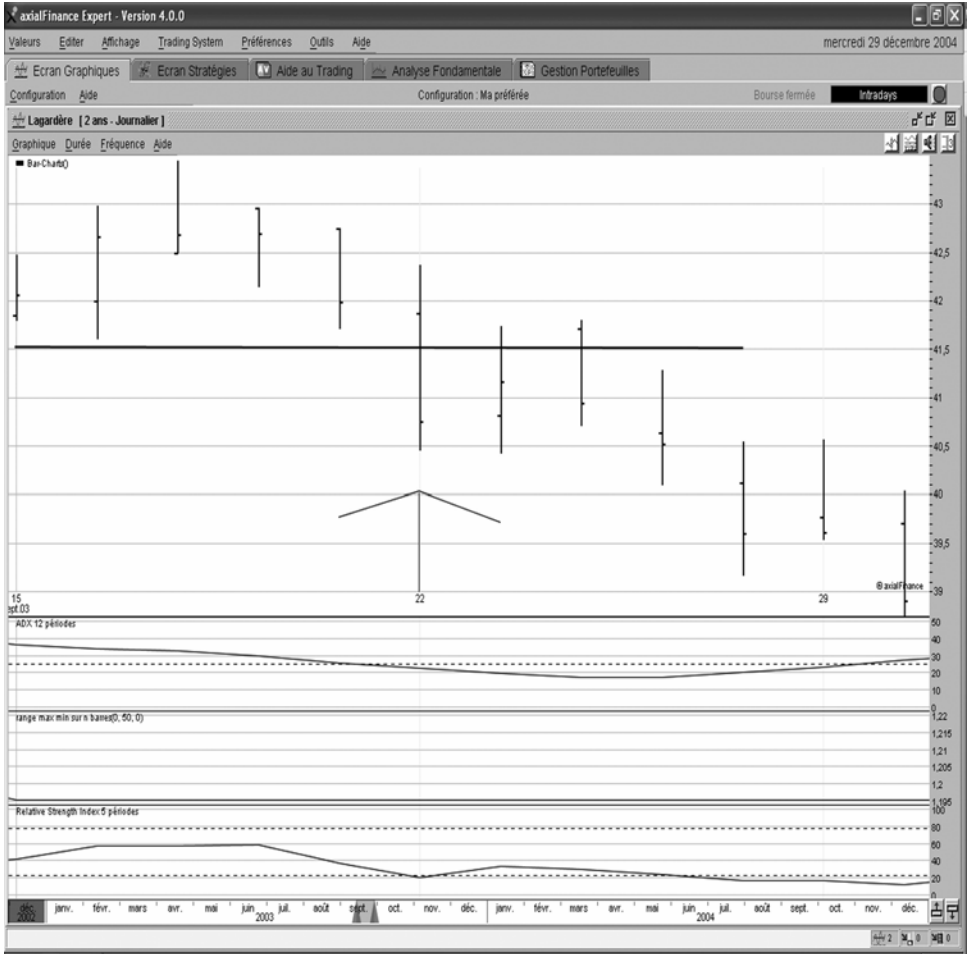 axialFinance Expert - Version 4.0.0
Valeurs Editer Affichage Trading System Préférences Outils Aide mercredi 29 décembre 2004
Ecran Graphiques Ecran Stratégies Aide au Trading Analyse Fondamentale Gestion Portefeuilles
Configuration Aide Configuration : Ma préférée Bourse fermée Intradays
Lagardère [ 2 ans - Journalier ]
Graphique Durée Fréquence Aide
Bar-Charts()
43
42,5
42
41,5
41
40,5
40
39,5
©axialFinance
39
15 22 29
ept.03
ADX 12 périodes
50
40
30
20
10
0
range max min sur n barres(0, 50, 0)
1,22
1,215
1,21
1,205
1,2
1,195
Relative Strength Index 5 périodes
100
80
60
40
20
0
déc. janv. févr. mars avr. mai juin juil. août sept. oct. nov. déc. janv. févr. mars avr. mai juin juil. août sept. oct. nov. déc.
2002 2003 2004
2 0 0